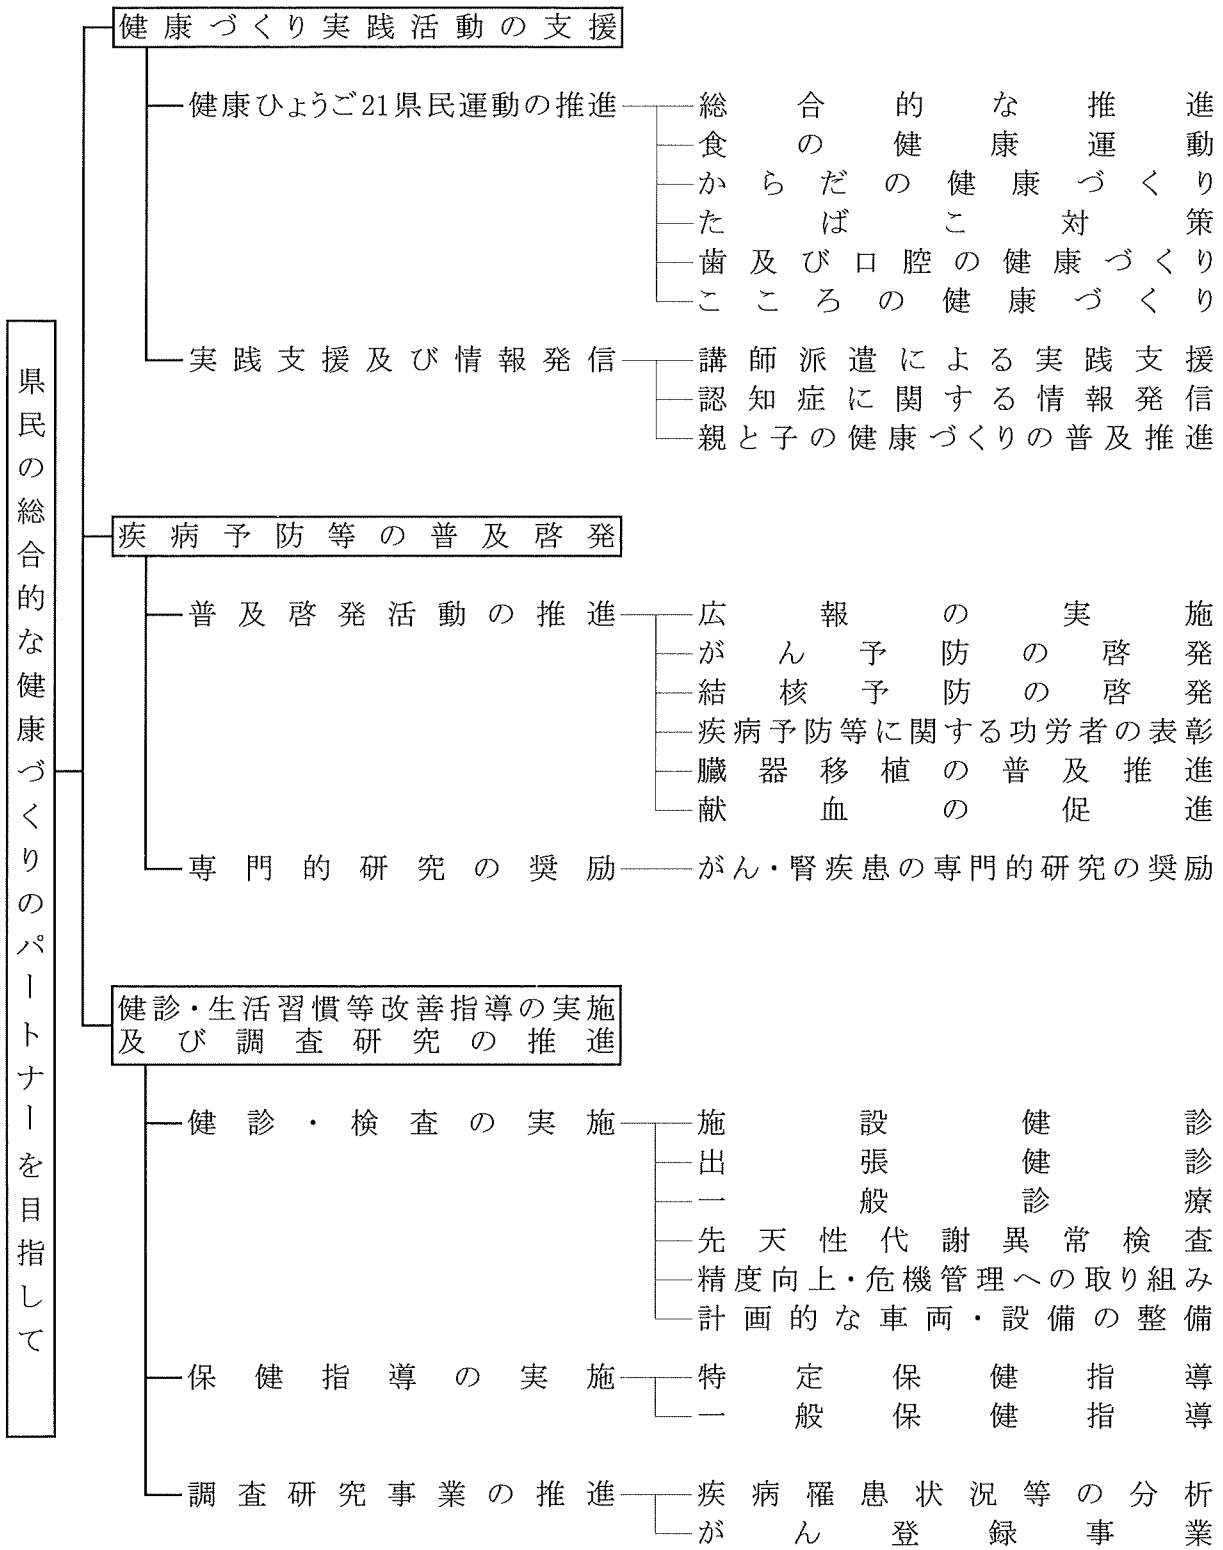 県民の総合的な健康づくりのパートナーを目指して
健康づくり実践活動の支援
健康ひょうご21県民運動の推進
総合的な推進
食の健康運動
からだの健康づくり
たばこ対策
歯及び口腔の健康づくり
こころの健康づくり
実践支援及び情報発信
講師派遣による実践支援
認知症に関する情報発信
親と子の健康づくりの普及推進
疾病予防等の普及啓発
普及啓発活動の推進
広報の実施
がん予防の啓発
結核予防の啓発
疾病予防等に関する功労者の表彰
臓器移植の普及推進
献血の促進
専門的研究の奨励
がん・腎疾患の専門的研究の奨励
健診・生活習慣等改善指導の実施
及び調査研究の推進
健診・検査の実施
施設健診
出張健診
一般診療
先天性代謝異常検査
精度向上・危機管理への取り組み
計画的な車両・設備の整備
保健指導の実施
特定保健指導
一般保健指導
調査研究事業の推進
疾病罹患状況等の分析
がん登録事業